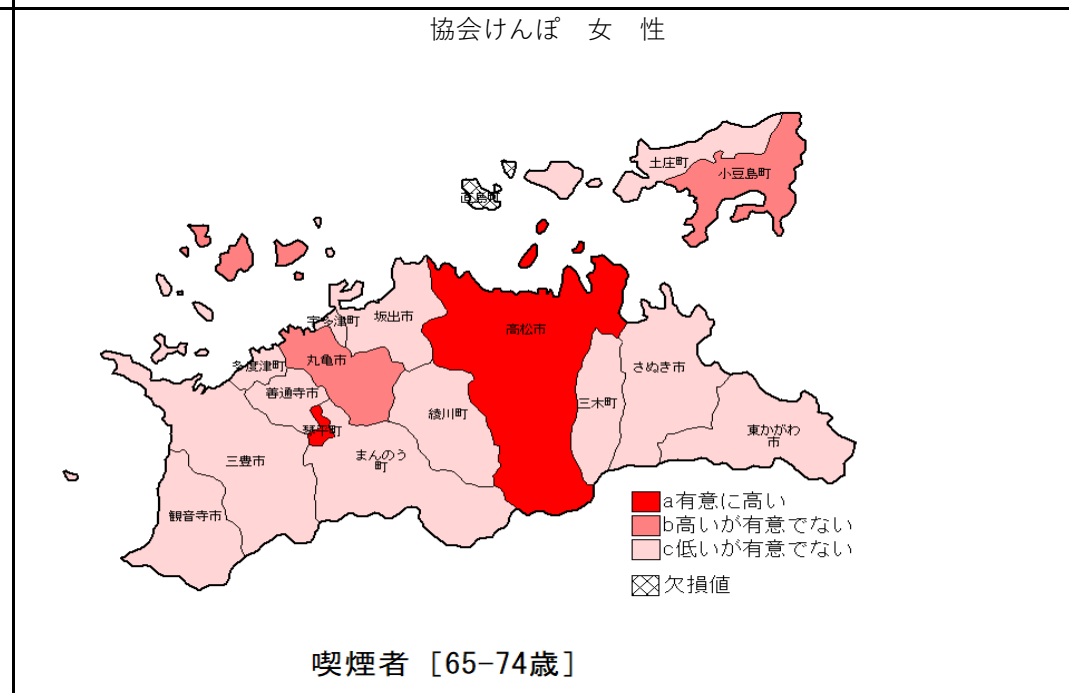 協会けんぽ 女 性
土庄町
小豆島町
直島町
坂出市
宇多津町
高松市
丸亀市
多度津町
さぬき市
善通寺市
三木町
綾川町
琴平町
東かがわ
市
まんのう
町
三豊市
観音寺市
a有意に高い
b高いが有意でない
c低いが有意でない
欠損値
喫煙者 [65-74歳]